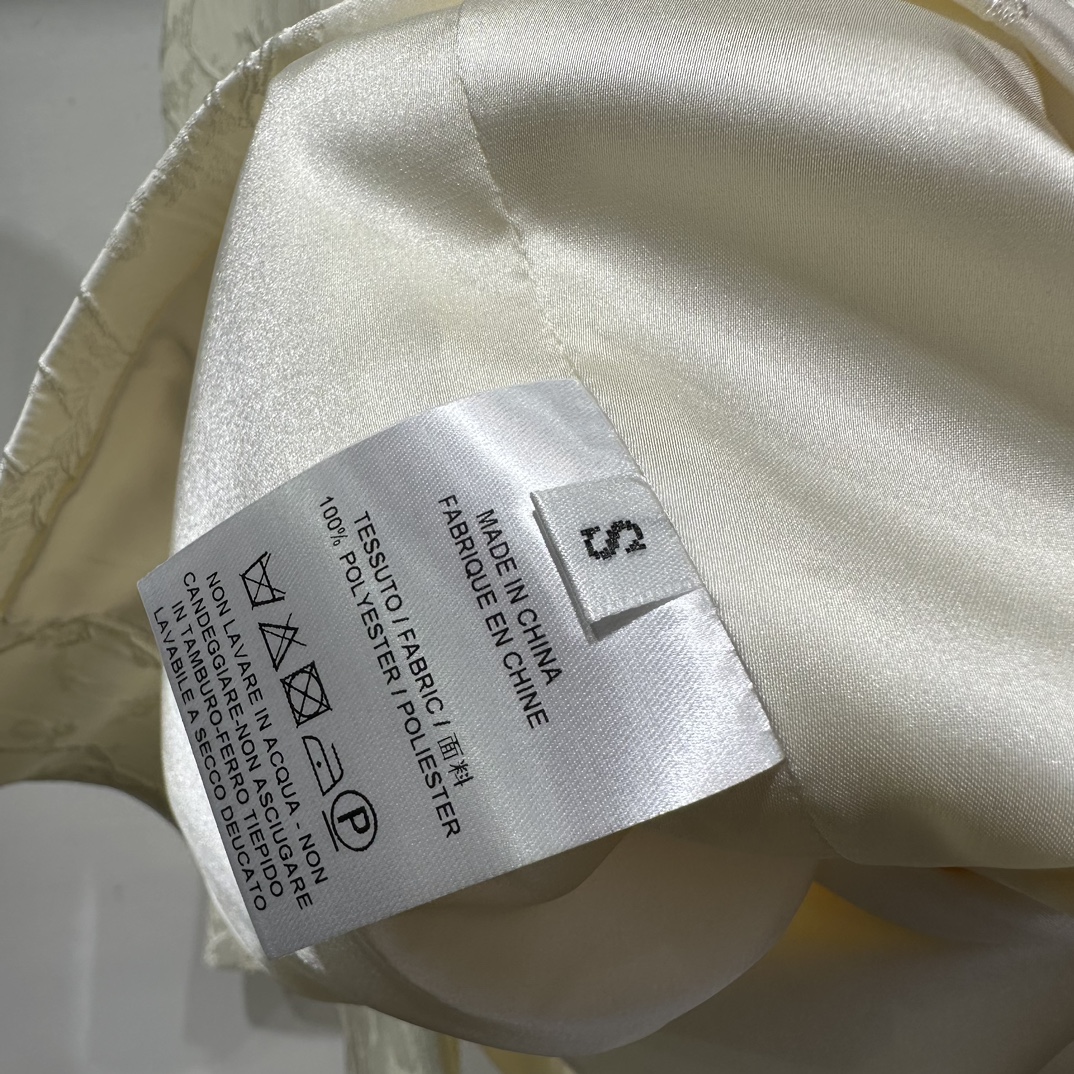 S
MADE IN CHINA
FABRIQUE EN CHINE
TESSUTO / FABRIC / 面料
100% POLYESTER / POLIESTER
P
NON LAVARE IN ACQUA - NON
CANDEGGIARE-NON ASCIUGARE
IN TAMBURO-FERRO TIEPIDO
LAVABILE A SECCO DEUCATO